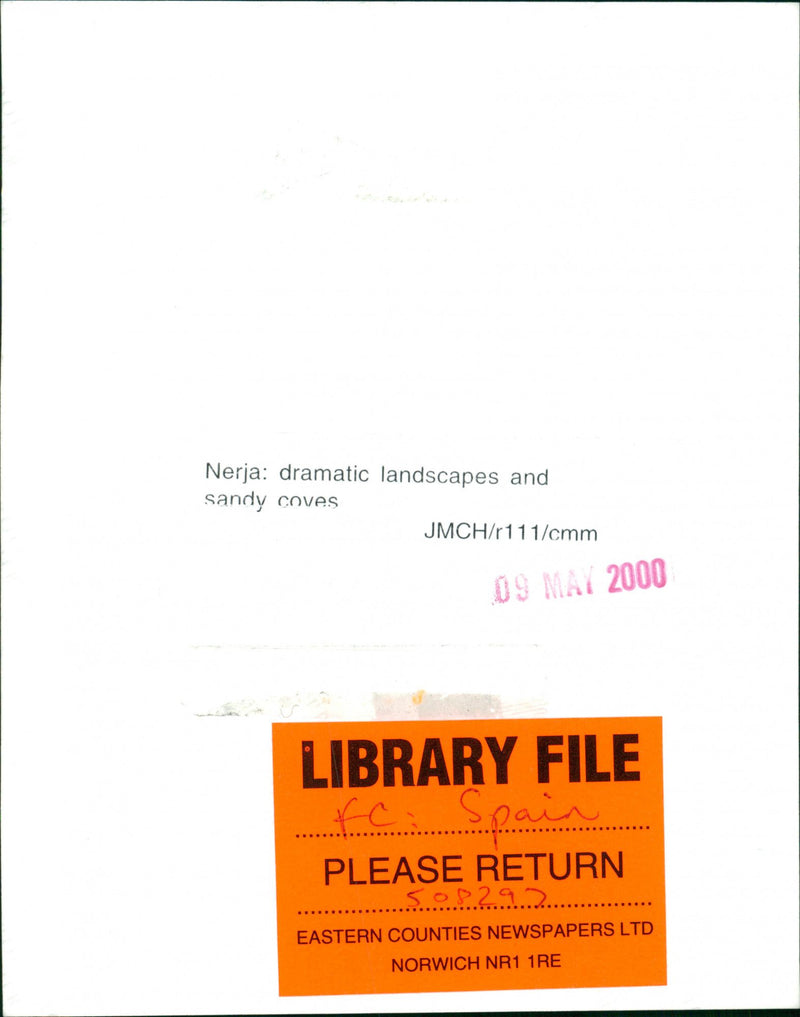 Nerja: dramatic landscapes and
sandy coves
JMCH/r111/cmm
09 MAY 2000
LIBRARY FILE
FC: Spain
PLEASE RETURN
508297
EASTERN COUNTIES NEWSPAPERS LTD
NORWICH NR1 1RE